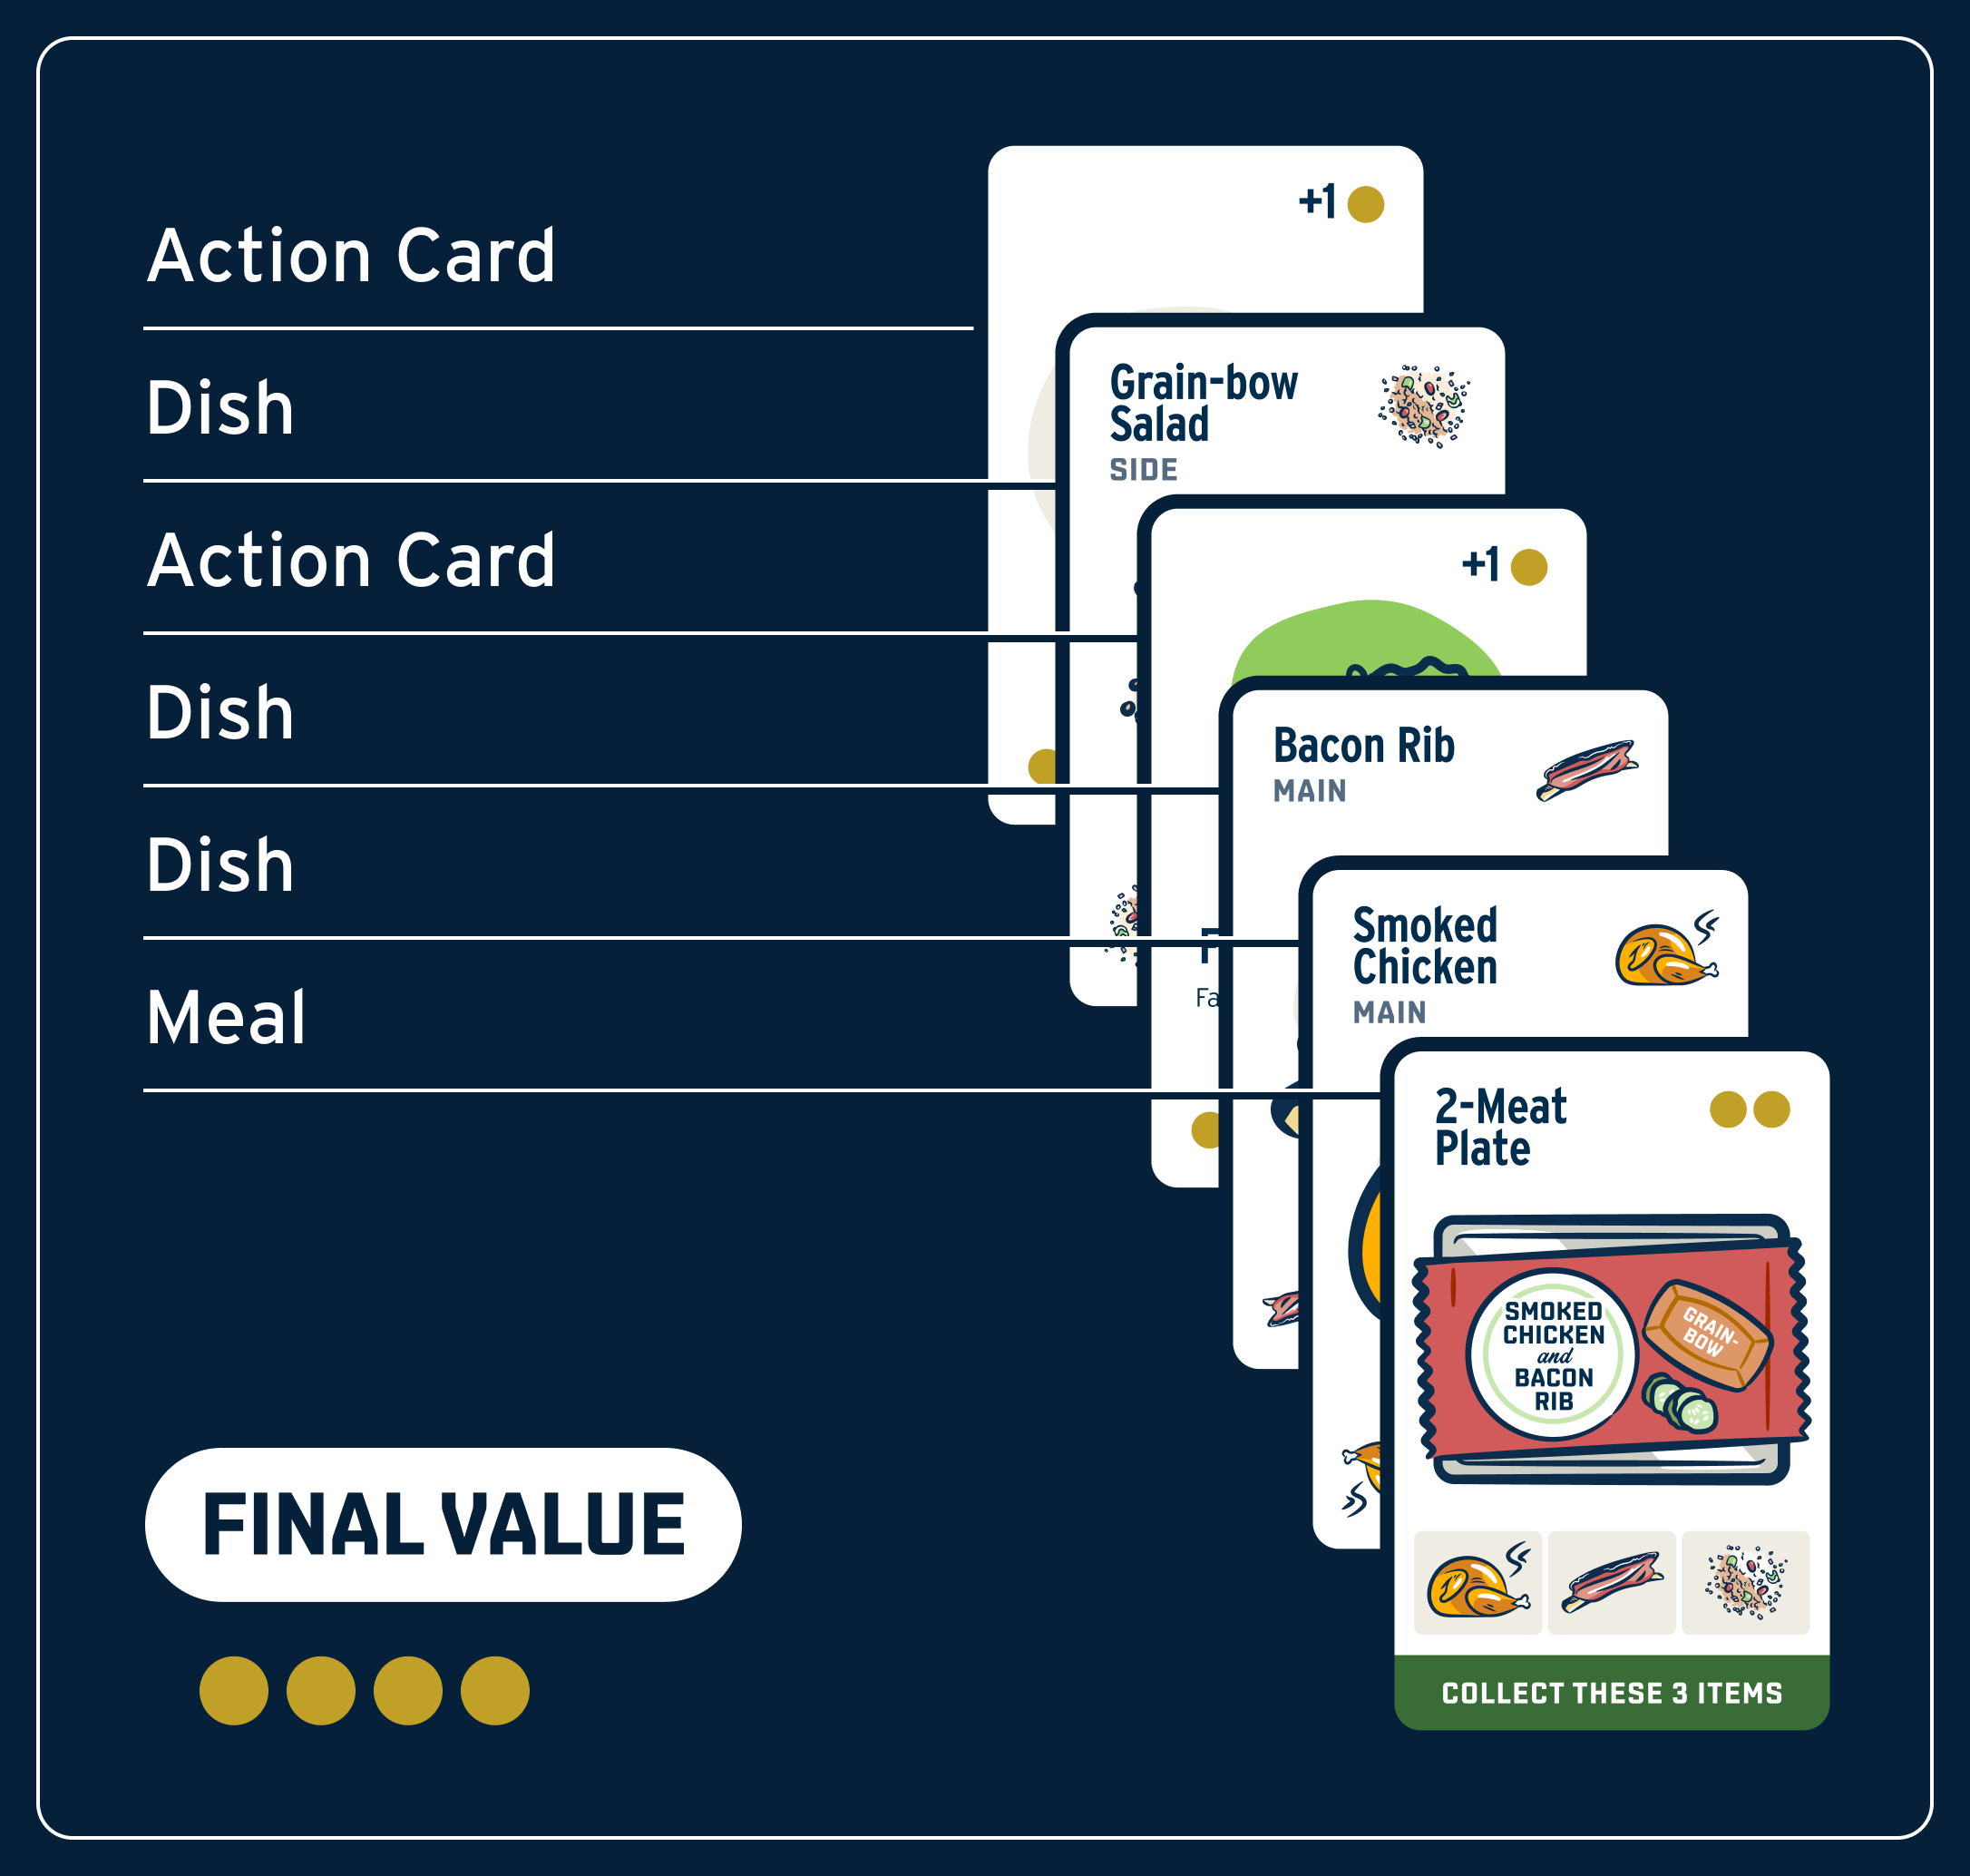 Action Card
Dish
Action Card
Dish
Dish
Meal
+1
Grain-bow
Salad
SIDE
+1
Bacon Rib
MAIN
Smoked
Chicken
MAIN
2-Meat
Plate
SMOKED
CHICKEN
and
BACON
RIB
GRAIN-
BOW
COLLECT THESE 3 ITEMS
Fa
FINAL VALUE